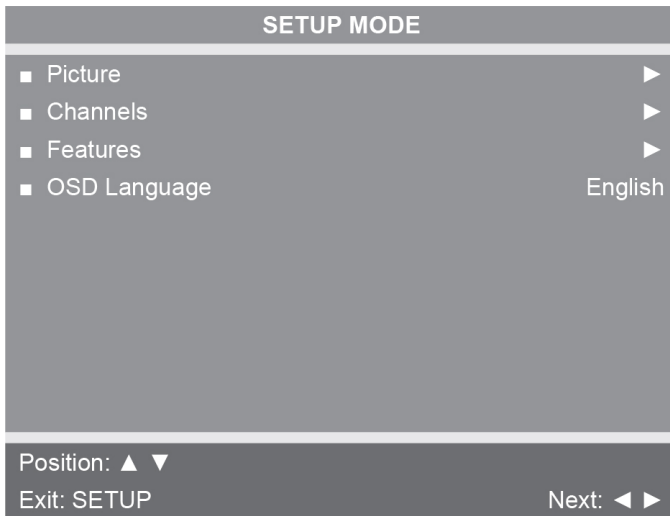 SETUP MODE
■ Picture ►
■ Channels ►
■ Features ►
■ OSD Language English
Position: ▲ ▼
Exit: SETUP Next: ◄ ►